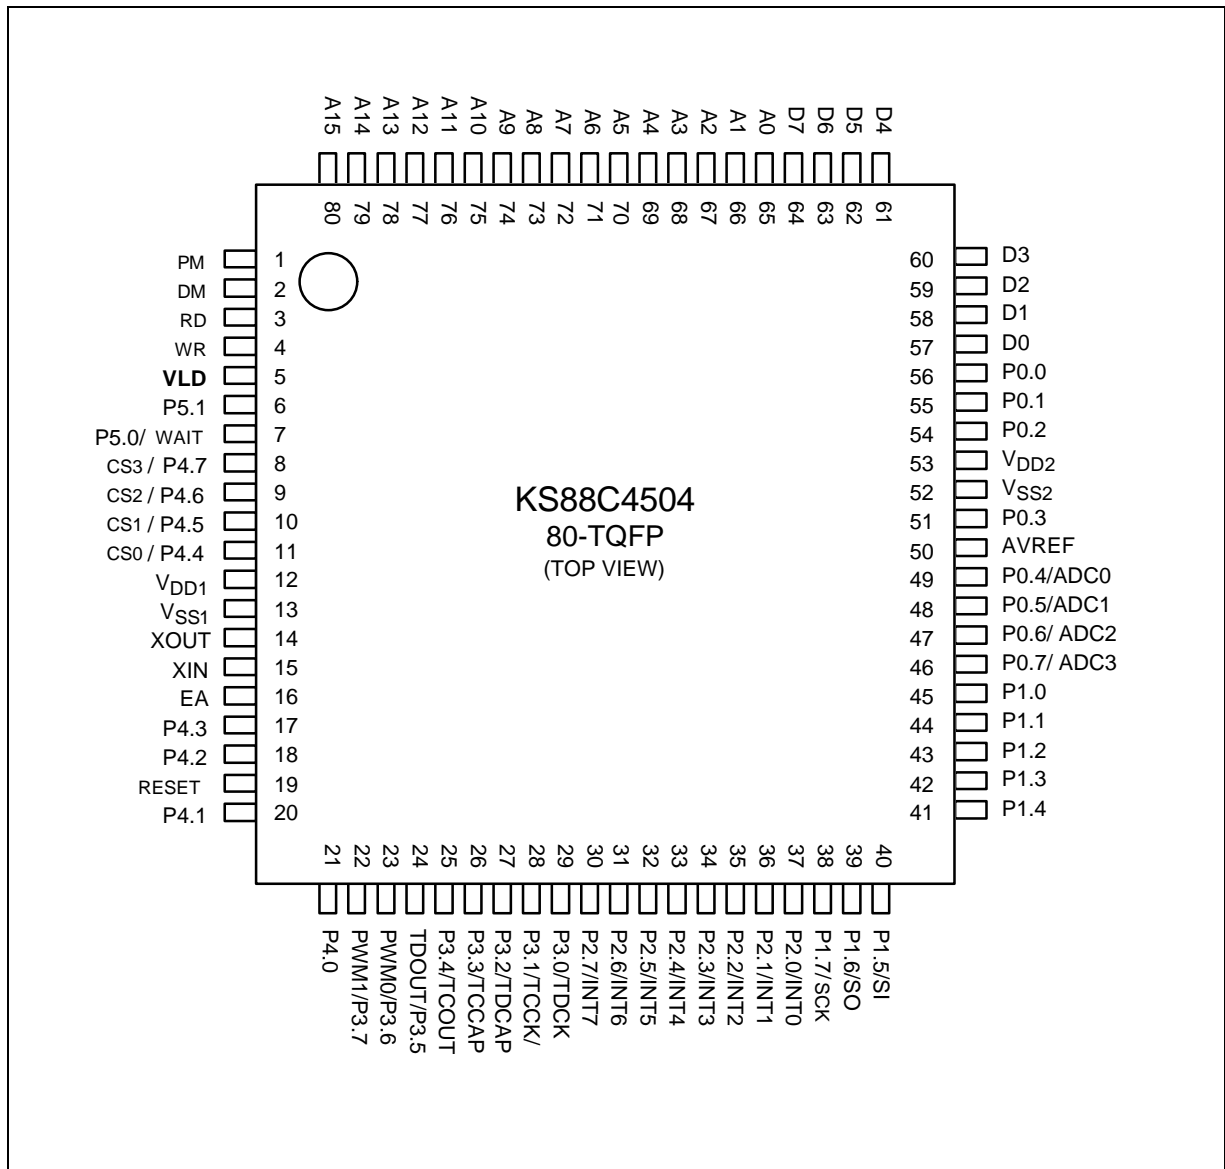 A15
A14
A13
A12
A11
A10
A9
A8
A7
A6
A5
A4
A3
A2
A1
A0
D7
D6
D5
D4
80
79
78
77
76
75
74
73
72
71
70
69
68
67
66
65
64
63
62
61
PM 1
DM 2
RD 3
WR 4
VLD 5
P5.1 6
P5.0/ WAIT 7
CS3 / P4.7 8
CS2 / P4.6 9
CS1 / P4.5 10
CS0 / P4.4 11
VDD1 12
VSS1 13
XOUT 14
XIN 15
EA 16
P4.3 17
P4.2 18
RESET 19
P4.1 20
KS88C4504
80-TQFP
(TOP VIEW)
60 D3
59 D2
58 D1
57 D0
56 P0.0
55 P0.1
54 P0.2
53 VDD2
52 VSS2
51 P0.3
50 AVREF
49 P0.4/ADC0
48 P0.5/ADC1
47 P0.6/ ADC2
46 P0.7/ ADC3
45 P1.0
44 P1.1
43 P1.2
42 P1.3
41 P1.4
21
22
23
24
25
26
27
28
29
30
31
32
33
34
35
36
37
38
39
40
P4.0
PWM1/P3.7
PWM0/P3.6
TDOUT/P3.5
P3.4/TCOUT
P3.3/TCCAP
P3.2/TDCAP
P3.1/TCCK/
P3.0/TDCK
P2.7/INT7
P2.6/INT6
P2.5/INT5
P2.4/INT4
P2.3/INT3
P2.2/INT2
P2.1/INT1
P2.0/INT0
P1.7/ SCK
P1.6/SO
P1.5/SI